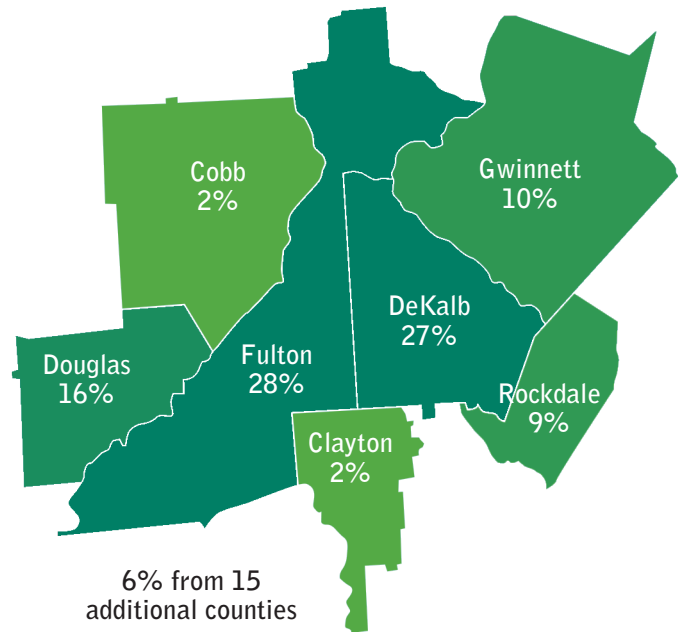 Cobb
2%
Gwinnett
10%
DeKalb
27%
Douglas
16%
Fulton
28%
Rockdale
9%
Clayton
2%
6% from 15
additional counties